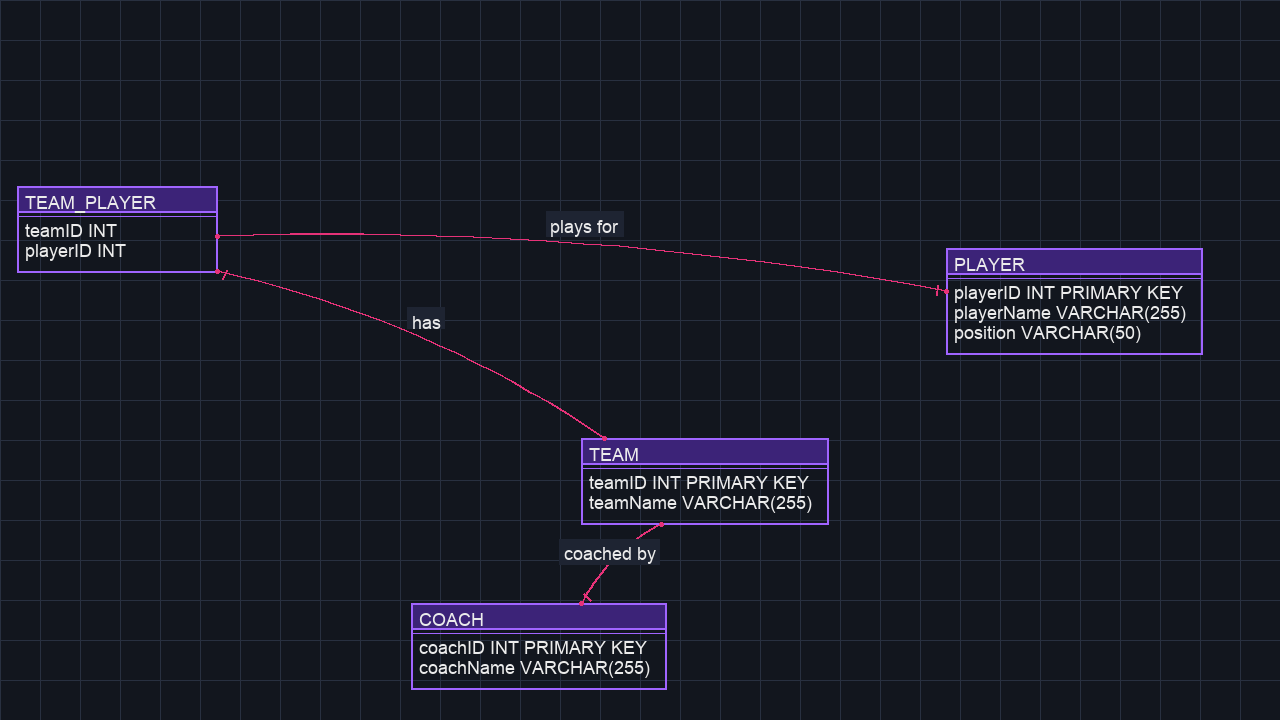 TEAM_PLAYER
teamID INT
playerID INT
plays for
PLAYER
playerID INT PRIMARY KEY
playerName VARCHAR(255)
position VARCHAR(50)
has
TEAM
teamID INT PRIMARY KEY
teamName VARCHAR(255)
coached by
COACH
coachID INT PRIMARY KEY
coachName VARCHAR(255)